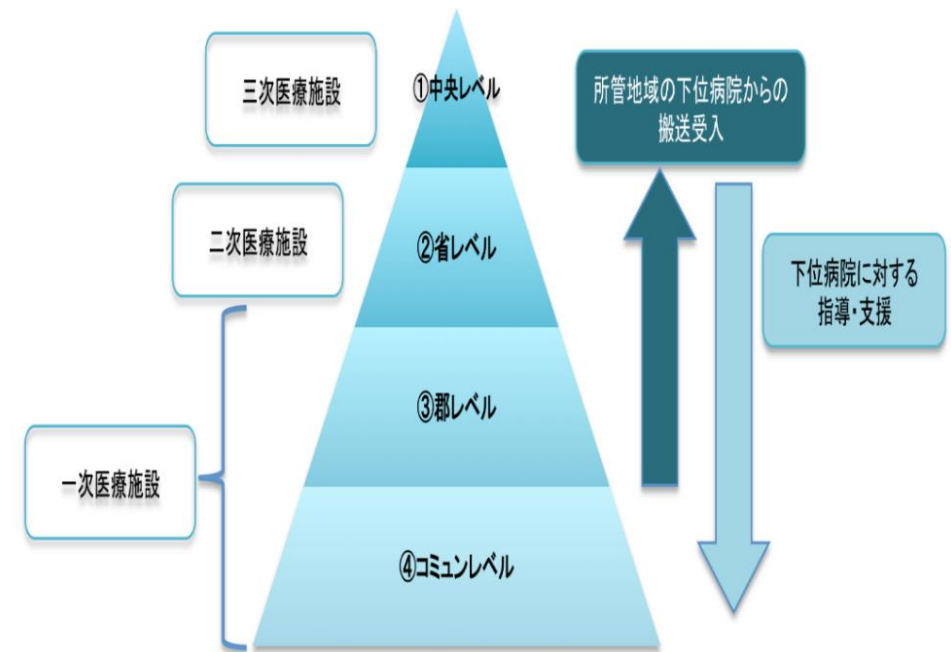 三次医療施設
①中央レベル
所管地域の下位病院からの
搬送受入
二次医療施設
②省レベル
下位病院に対する
指導・支援
③郡レベル
一次医療施設
④コミュンレベル